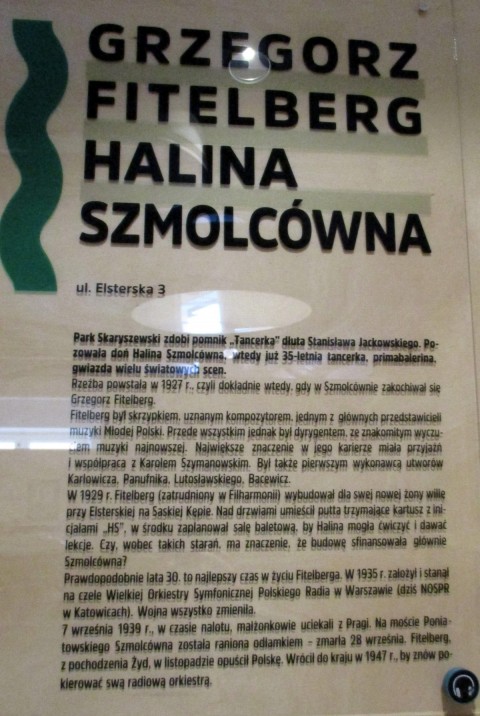 GRZEGORZ
FITELBERG
HALINA
SZMOLCÓWNA
ul. Elsterska 3
Park Skaryszewski zdobi pomnik „Tancerka" dłuta Stanisława Jackowskiego. Po-
zowała doń Halina Szmolcówna, wtedy już 35-letnia tancerka, primabalerina,
gwiazda wielu światowych scen.
Rzeźba powstała w 1927 r., czyli dokładnie wtedy, gdy w Szmolcównie zakochał się
Grzegorz Fitelberg.
Fitelberg był skrzypkiem, uznanym kompozytorem, jednym z głównych przedstawicieli
muzyki Młodej Polski. Przede wszystkim jednak był dyrygentem, ze znakomitym wyczu-
ciem muzyki najnowszej. Największe znaczenie w jego karierze miała przyjaźń
i współpraca z Karolem Szymanowskim. Był także pierwszym wykonawcą utworów
Karłowicza, Panufnika, Lutosławskiego, Bacewicz.
W 1929 r. Fitelberg (zatrudniony w Filharmonii) wybudował dla swej nowej żony willę
przy Elsterskiej na Saskiej Kępie. Nad drzwiami umieścił putta trzymające kartusz z ini-
cjałami „HS", w środku zaplanował salę baletową, by Halina mogła ćwiczyć i dawać
lekcje. Czy, wobec takich starań, ma znaczenie, że budowę sfinansowała głównie
Szmolcówna?
Prawdopodobnie lata 30. to najlepszy czas w życiu Fitelberga. W 1935 r. założył i stanął
na czele Wielkiej Orkiestry Symfonicznej Polskiego Radia w Warszawie (dziś NOSPR
w Katowicach). Wojna wszystko zmieniła.
7 września 1939 r., w czasie nalotu, małżonkowie uciekali z Pragi. Na moście Ponia-
towskiego Szmolcówna została raniona odłamkiem - zmarła 28 września. Fitelberg,
z pochodzenia Żyd, w listopadzie opuścił Polskę. Wrócił do kraju w 1947 r., by znów po-
kierować swą radiową orkiestrą.